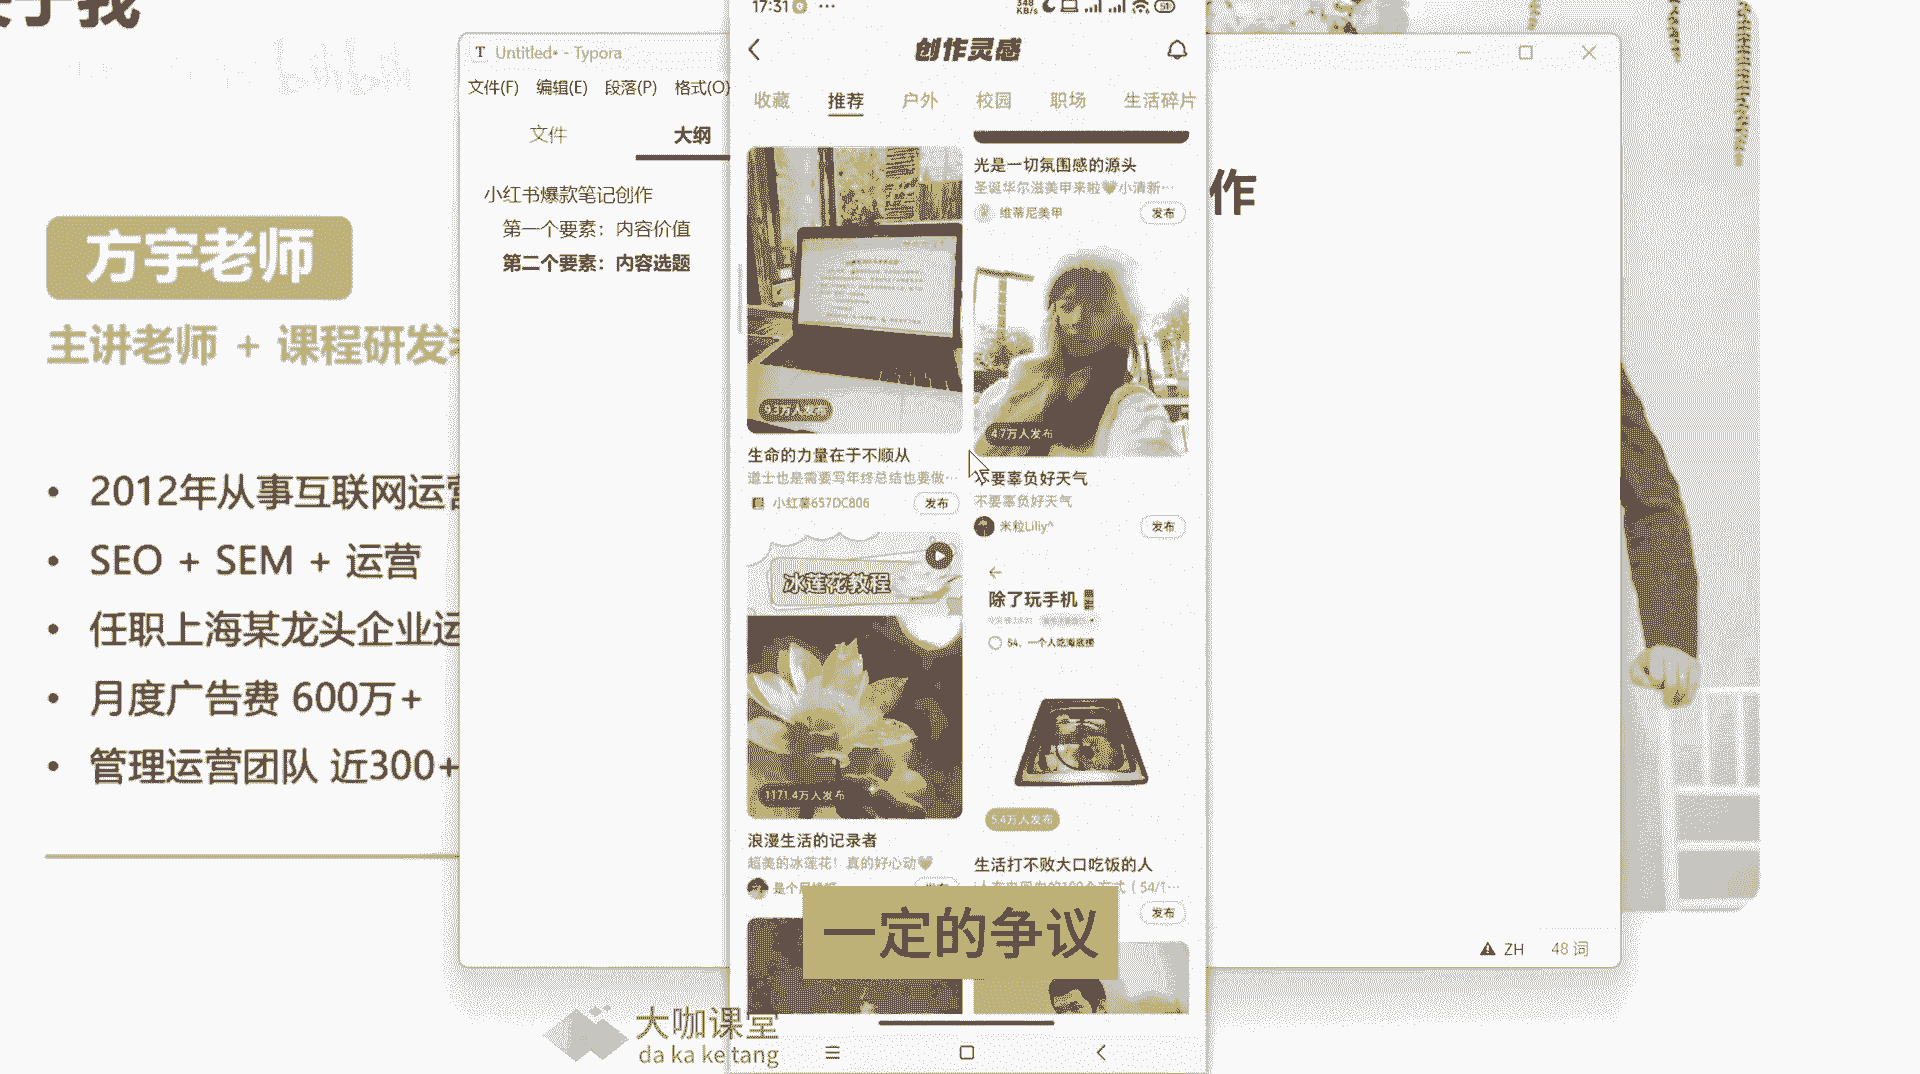 方宇老师
主讲老师 + 课程研发
2012年从事互联网运营
SEO + SEM + 运营
任职上海某龙头企业运
月度广告费 600万+
管理运营团队 近300+
T Untitled• - Typora
文件(F) 编辑(E) 段落(P) 格式(O)
文件 大纲
小红书爆款笔记创作
第一个要素：内容价值
第二个要素：内容选题
作
17:31 ···
348 KB/s 51
创作灵感
收藏 推荐 户外 校园 职场 生活碎片
9.3万人发布
生命的力量在于不顺从
道士也是需要写年终总结也要做…
小红薯657DC806 发布
冰莲花教程
1171.4万人发布
浪漫生活的记录者
超美的冰莲花！真的好心动
光是一切氛围感的源头
圣诞华尔滋美甲来啦 小清新…
维蒂尼美甲 发布
4.7万人发布
不要辜负好天气
不要辜负好天气
米粒Liliy^ 发布
除了玩手机
54、一个人吃海底捞
5.4万人发布
生活打不败大口吃饭的人
发布
一定的争议
ZH 48 词
大咖课堂
da ka ke tang
bilibili